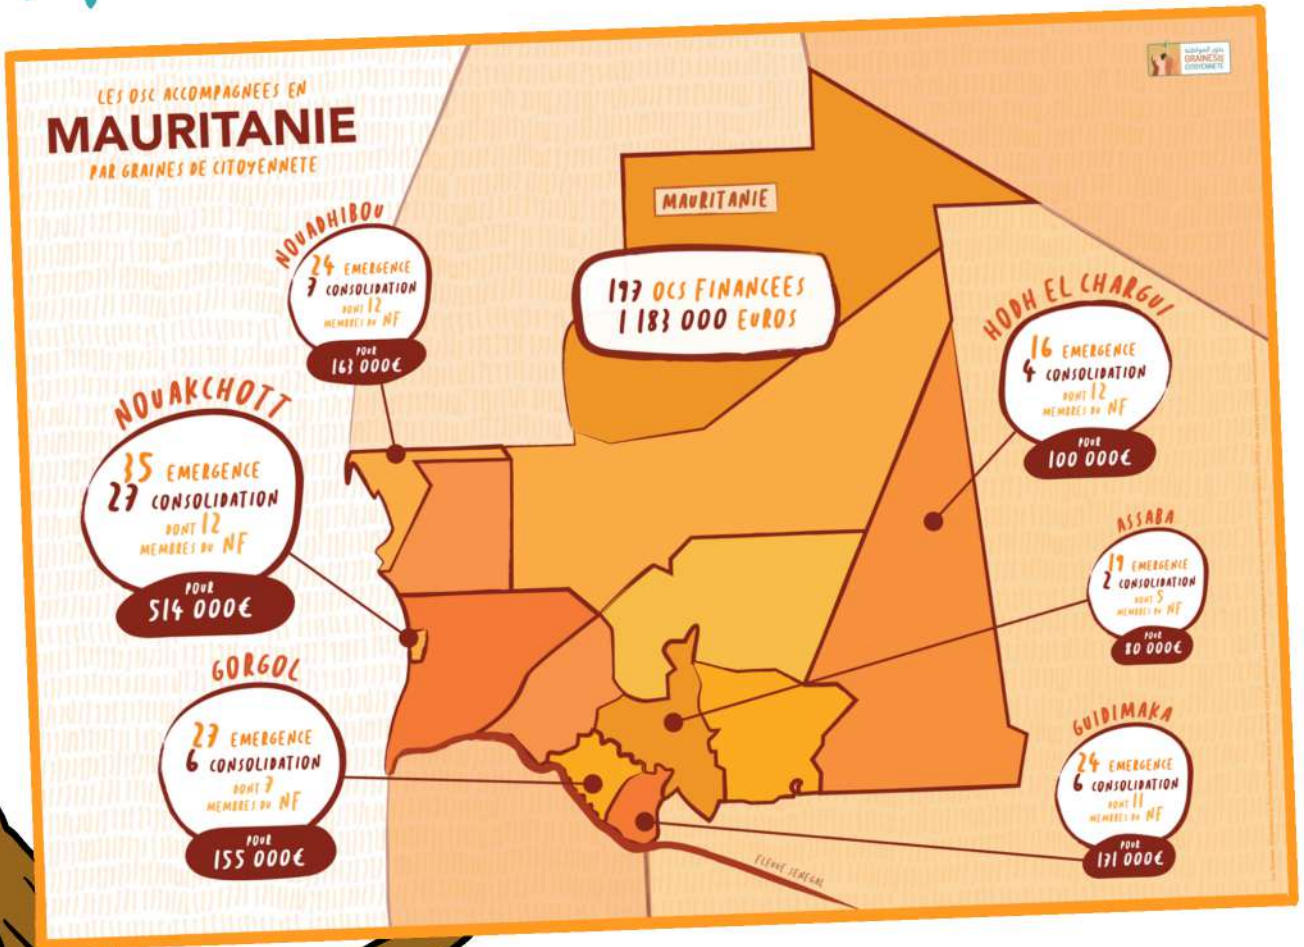 LES OSC ACCOMPAGNEES EN
MAURITANIE
PAR GRAINES DE CITOYENNETE
بذور المواطنة
GRAINES DE
CITOYENNETE
MAURITANIE
197 OCS FINANCEES
1 183 000 EUROS
NOUADHIBOU
24 EMERGENCE
7 CONSOLIDATION
DONT 12
MEMBRES DU NF
POUR
163 000€
NOUAKCHOTT
35 EMERGENCE
27 CONSOLIDATION
DONT 12
MEMBRES DU NF
POUR
514 000€
GORGOL
27 EMERGENCE
6 CONSOLIDATION
DONT 7
MEMBRES DU NF
POUR
155 000€
HODH EL CHARGUI
16 EMERGENCE
4 CONSOLIDATION
DONT 12
MEMBRES DU NF
POUR
100 000€
ASSABA
19 EMERGENCE
2 CONSOLIDATION
DONT 5
MEMBRES DU NF
POUR
80 000€
GUIDIMAKA
24 EMERGENCE
6 CONSOLIDATION
DONT 11
MEMBRES DU NF
POUR
171 000€
FLEUVE SENEGAL